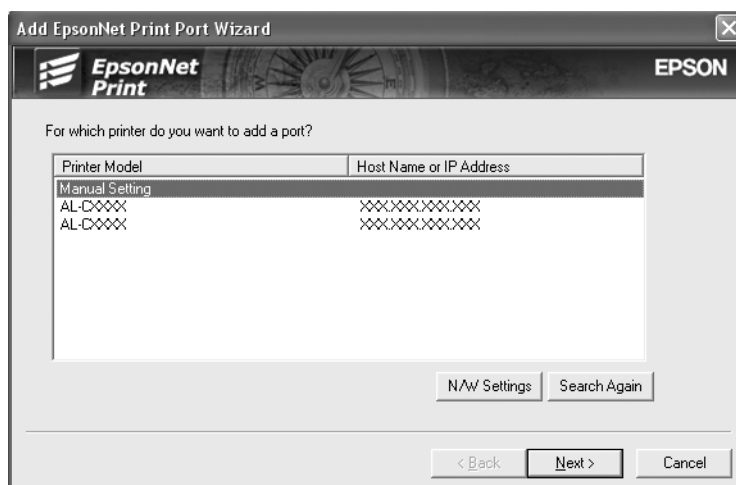 Add EpsonNet Print Port Wizard
EpsonNet
Print
EPSON
For which printer do you want to add a port?
Printer Model Host Name or IP Address
Manual Setting
AL-CXXXX XXX.XXX.XXX.XXX
AL-CXXXX XXX.XXX.XXX.XXX
N/W Settings Search Again
< Back Next > Cancel